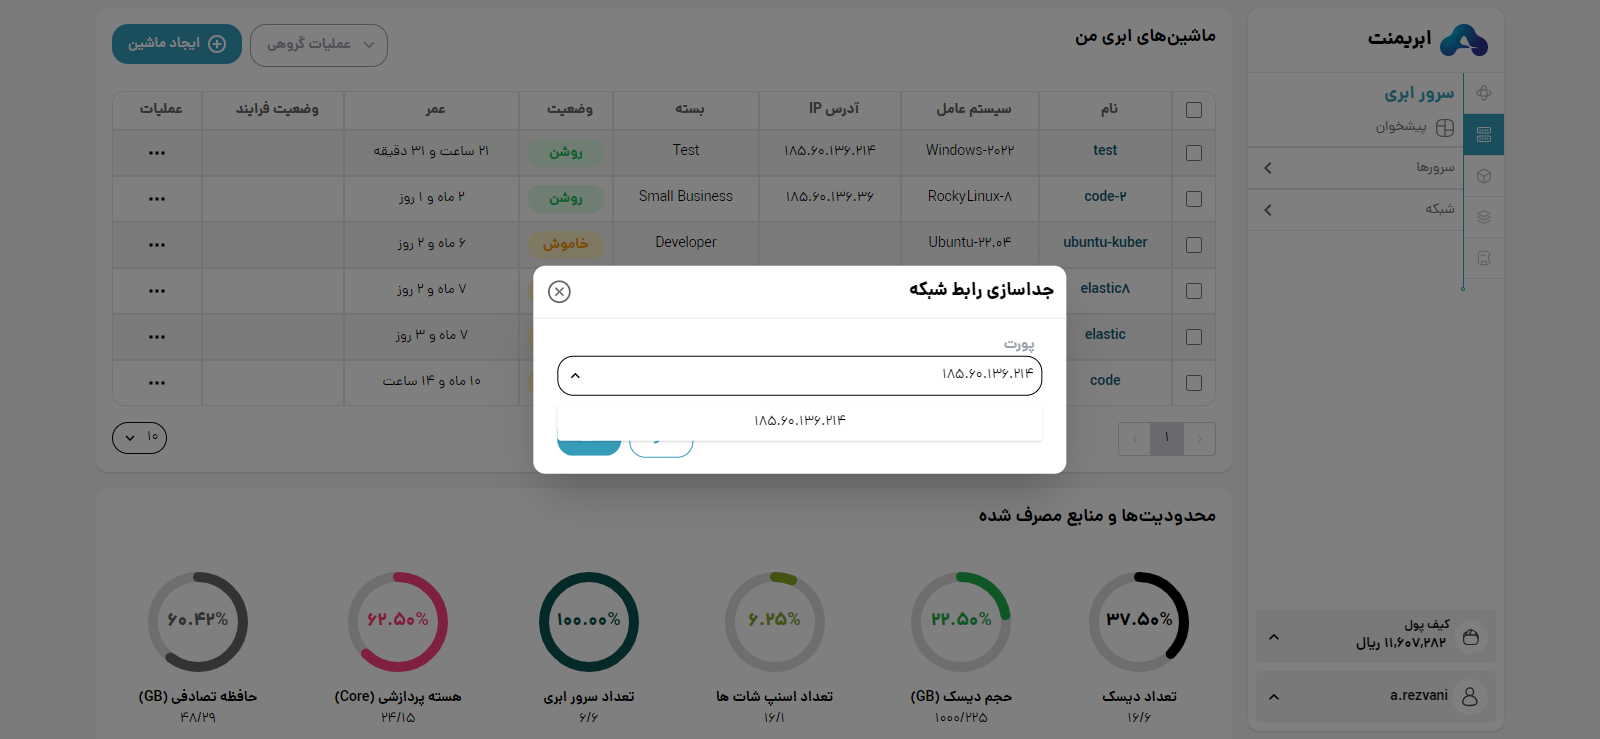 ابریمنت
سرور ابری
پیشخوان
سرورها
شبکه
کیف پول
۱۱,۶۰۷,۲۸۲ ریال
a.rezvani
ماشین‌های ابری من
عملیات گروهی
ایجاد ماشین
نام سیستم عامل آدرس IP بسته وضعیت عمر وضعیت فرایند عملیات
test Windows-۲۰۲۲ ۱۸۵.۶۰.۱۳۶.۲۱۴ Test روشن ۲۱ ساعت و ۳۱ دقیقه
code-۲ RockyLinux-۸ ۱۸۵.۶۰.۱۳۶.۳۶ Small Business روشن ۲ ماه و ۱ روز
ubuntu-kuber Ubuntu-۲۲.۰۴ Developer خاموش ۶ ماه و ۲ روز
elastic۸ ۷ ماه و ۲ روز
elastic ۷ ماه و ۳ روز
code ۱۰ ماه و ۱۴ ساعت
۱
۱۰
جداسازی رابط شبکه
پورت
۱۸۵.۶۰.۱۳۶.۲۱۴
۱۸۵.۶۰.۱۳۶.۲۱۴
محدودیت‌ها و منابع مصرف شده
۳۷.۵۰% ۲۲.۵۰% ۶.۲۵% ۱۰۰.۰۰% ۶۲.۵۰% ۶۰.۴۲%
تعداد دیسک حجم دیسک (GB) تعداد اسنپ شات ها تعداد سرور ابری هسته پردازشی (Core) حافظه تصادفی (GB)
۱۶/۶ ۱۰۰۰/۲۲۵ ۱۶/۱ ۶/۶ ۲۴/۱۵ ۴۸/۲۹